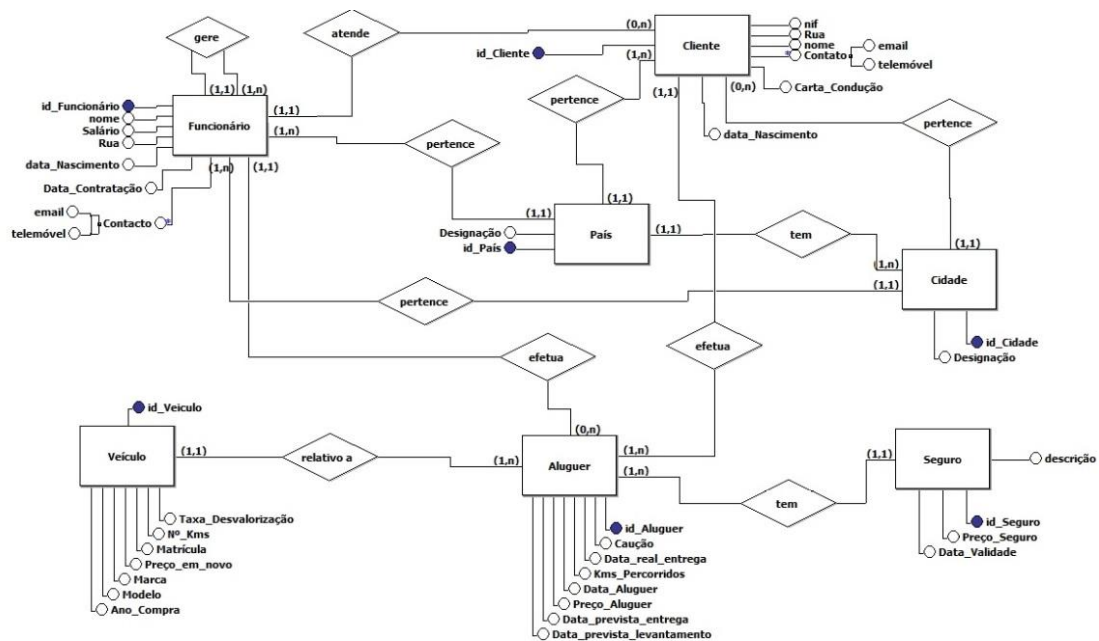 gere
atende
(0,n)
Cliente
nif
Rua
nome
Contato
email
telemóvel
Carta_Condução
id_Cliente
(1,n)
(1,1)
(0,n)
data_Nascimento
(1,1)
(1,n)
id_Funcionário
nome
Salário
Rua
data_Nascimento
Data_Contratação
Contacto
email
telemóvel
Funcionário
(1,1)
(1,n)
(1,n)
(1,1)
pertence
pertence
pertence
(1,1)
(1,1)
Designação
id_País
País
(1,1)
tem
(1,n)
(1,1)
(1,1)
Cidade
id_Cidade
Designação
pertence
efetua
efetua
id_Veiculo
Veículo
(1,1)
relativo a
(1,n)
(0,n)
Aluguer
(1,n)
(1,n)
tem
(1,1)
Seguro
descrição
id_Seguro
Preço_Seguro
Data_Validade
Taxa_Desvalorização
Nº_Kms
Matrícula
Preço_em_novo
Marca
Modelo
Ano_Compra
id_Aluguer
Caução
Data_real_entrega
Kms_Percorridos
Data_Aluguer
Preço_Aluguer
Data_prevista_entrega
Data_prevista_levantamento